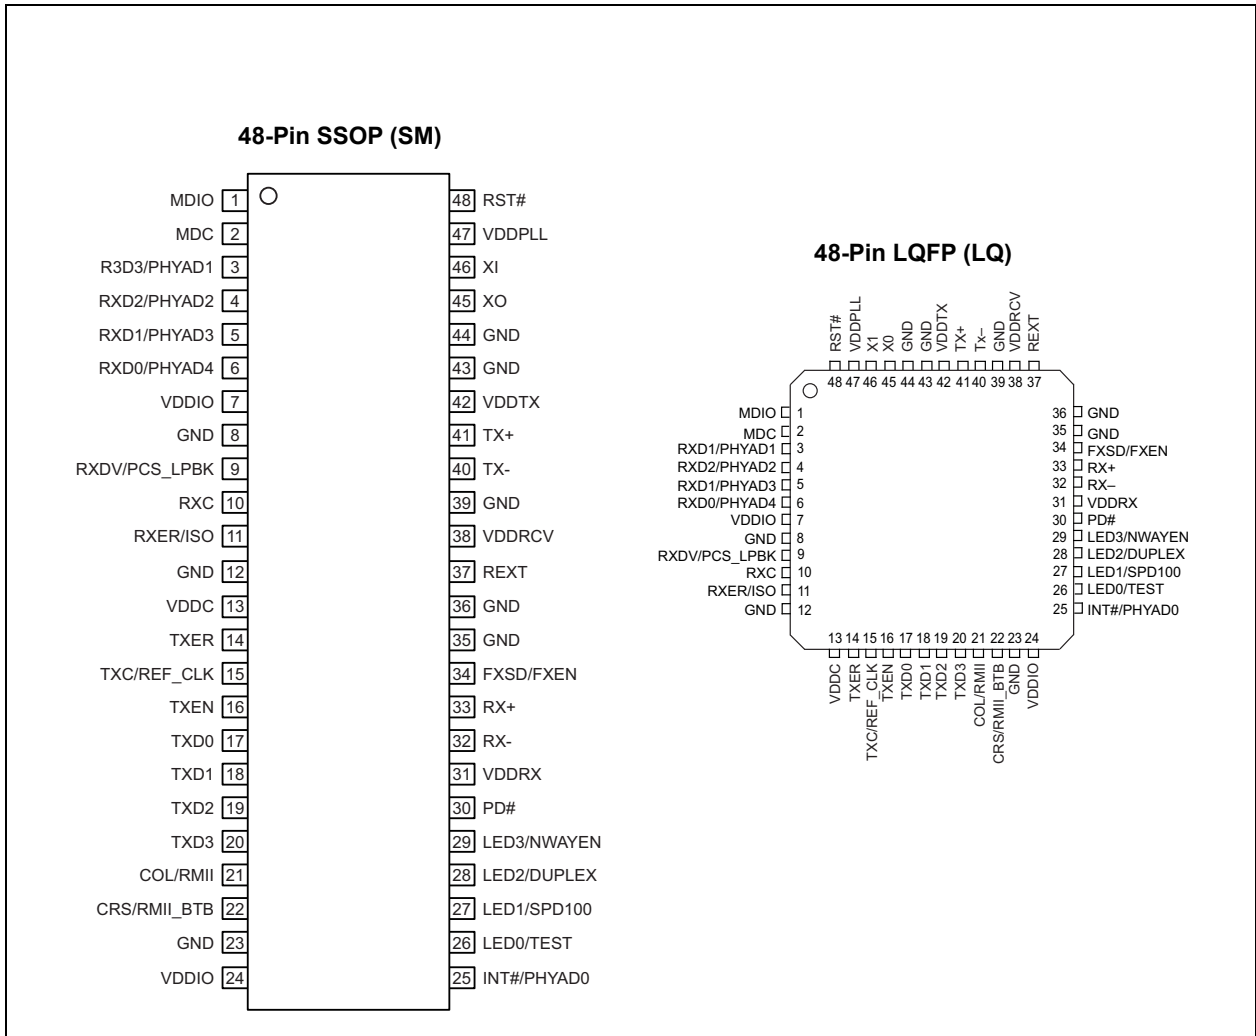 48-Pin SSOP (SM)
MDIO 1
MDC 2
R3D3/PHYAD1 3
RXD2/PHYAD2 4
RXD1/PHYAD3 5
RXD0/PHYAD4 6
VDDIO 7
GND 8
RXDV/PCS_LPBK 9
RXC 10
RXER/ISO 11
GND 12
VDDC 13
TXER 14
TXC/REF_CLK 15
TXEN 16
TXD0 17
TXD1 18
TXD2 19
TXD3 20
COL/RMII 21
CRS/RMII_BTB 22
GND 23
VDDIO 24
48 RST#
47 VDDPLL
46 XI
45 XO
44 GND
43 GND
42 VDDTX
41 TX+
40 TX-
39 GND
38 VDDRCV
37 REXT
36 GND
35 GND
34 FXSD/FXEN
33 RX+
32 RX-
31 VDDRX
30 PD#
29 LED3/NWAYEN
28 LED2/DUPLEX
27 LED1/SPD100
26 LED0/TEST
25 INT#/PHYAD0
48-Pin LQFP (LQ)
RST# 48
VDDPLL 47
X1 46
X0 45
GND 44
GND 43
VDDTX 42
TX+ 41
Tx– 40
GND 39
VDDRCV 38
REXT 37
MDIO 1
MDC 2
RXD1/PHYAD1 3
RXD2/PHYAD2 4
RXD1/PHYAD3 5
RXD0/PHYAD4 6
VDDIO 7
GND 8
RXDV/PCS_LPBK 9
RXC 10
RXER/ISO 11
GND 12
36 GND
35 GND
34 FXSD/FXEN
33 RX+
32 RX–
31 VDDRX
30 PD#
29 LED3/NWAYEN
28 LED2/DUPLEX
27 LED1/SPD100
26 LED0/TEST
25 INT#/PHYAD0
13 VDDC
14 TXER
15 TXC/REF_CLK
16 TXEN
17 TXD0
18 TXD1
19 TXD2
20 TXD3
21 COL/RMII
22 CRS/RMII_BTB
23 GND
24 VDDIO